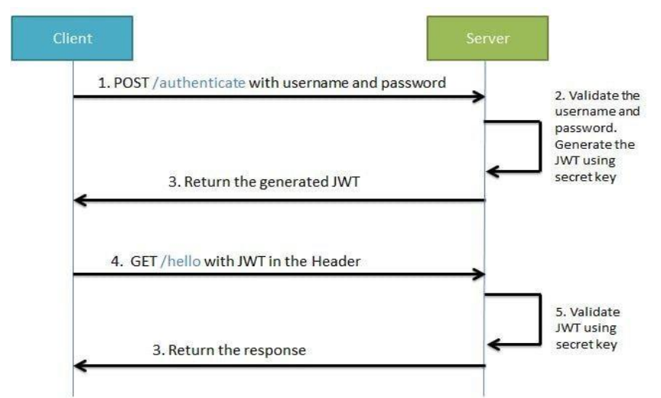 Client
Server
1. POST /authenticate with username and password
2. Validate the
username and
password.
Generate the
JWT using
secret key
3. Return the generated JWT
4. GET /hello with JWT in the Header
5. Validate
JWT using
secret key
3. Return the response